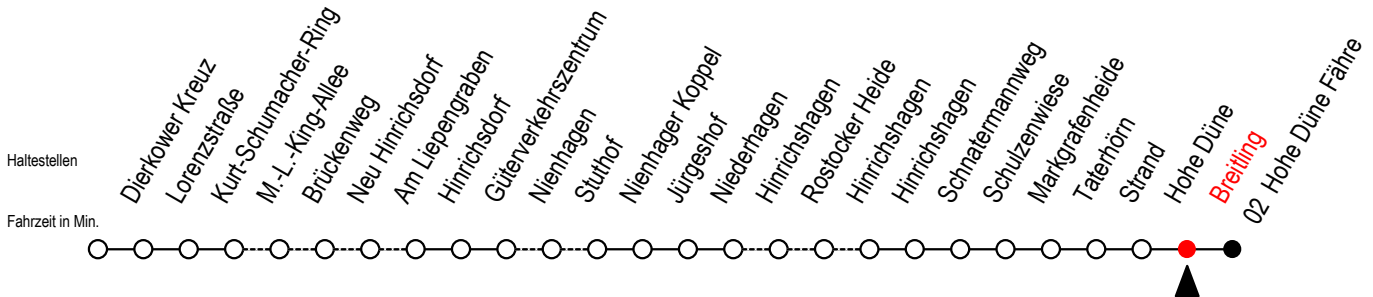 Haltestellen
Dierkower Kreuz
Lorenzstraße
Kurt-Schumacher-Ring
M.-L.-King-Allee
Brückenweg
Neu Hinrichsdorf
Am Liepengraben
Hinrichsdorf
Güterverkehrszentrum
Nienhagen
Stuthof
Nienhager Koppel
Jürgeshof
Niederhagen
Hinrichshagen
Rostocker Heide
Hinrichshagen
Hinrichshagen
Schnatermannweg
Schulzenwiese
Markgrafenheide
Taterhörn
Strand
Hohe Düne
Breitling
02 Hohe Düne Fähre
Fahrzeit in Min.